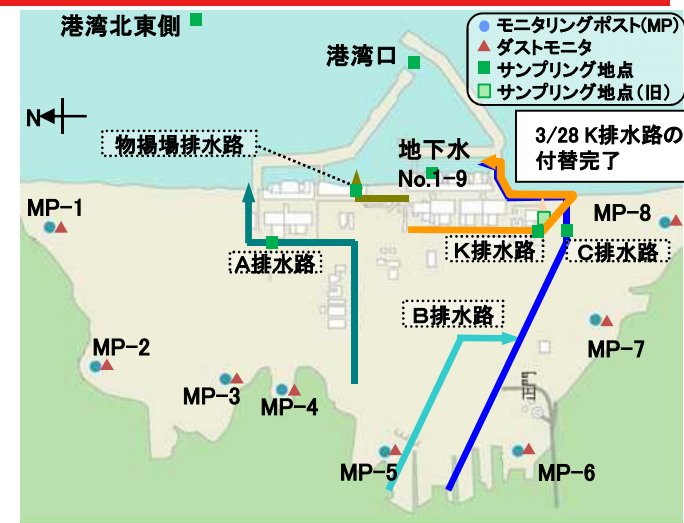 港湾北東側
港湾口
モニタリングポスト(MP)
ダストモニタ
サンプリング地点
サンプリング地点(旧)
N
物揚場排水路
地下水
No.1-9
3/28 K排水路の
付替完了
MP-1
MP-8
A排水路
K排水路
C排水路
B排水路
MP-2
MP-7
MP-3
MP-4
正門
MP-5
MP-6